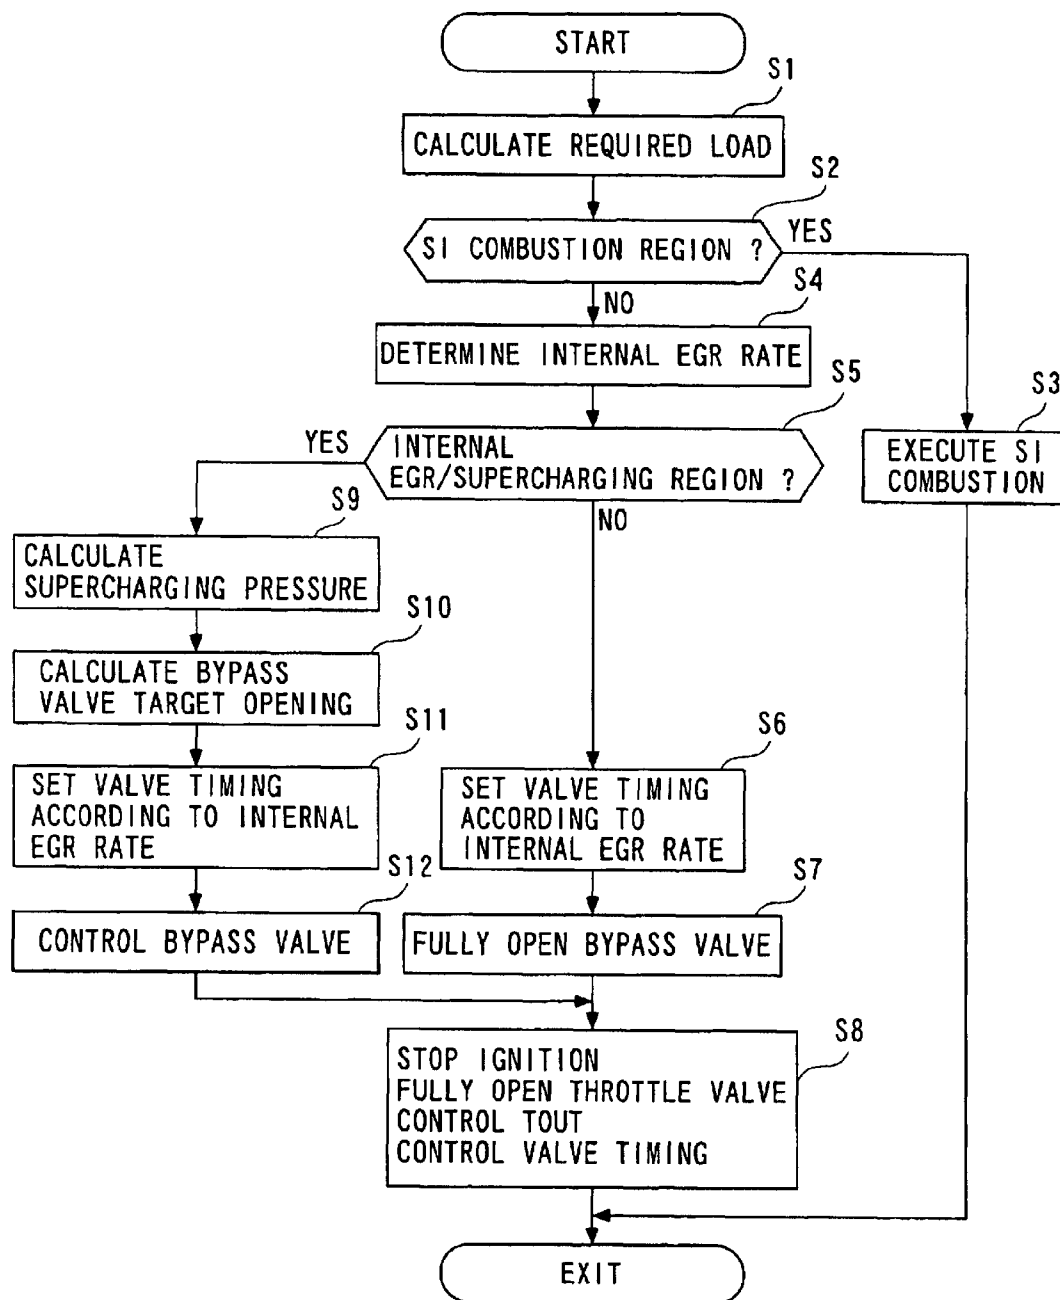 START
S1
CALCULATE REQUIRED LOAD
S2
SI COMBUSTION REGION ?
YES
NO
S4
DETERMINE INTERNAL EGR RATE
S5
YES
INTERNAL
EGR/SUPERCHARGING REGION ?
NO
S3
EXECUTE SI
COMBUSTION
S9
CALCULATE
SUPERCHARGING PRESSURE
S10
CALCULATE BYPASS
VALVE TARGET OPENING
S11
SET VALVE TIMING
ACCORDING TO INTERNAL
EGR RATE
S6
SET VALVE TIMING
ACCORDING TO
INTERNAL EGR RATE
S12
CONTROL BYPASS VALVE
S7
FULLY OPEN BYPASS VALVE
S8
STOP IGNITION
FULLY OPEN THROTTLE VALVE
CONTROL TOUT
CONTROL VALVE TIMING
EXIT